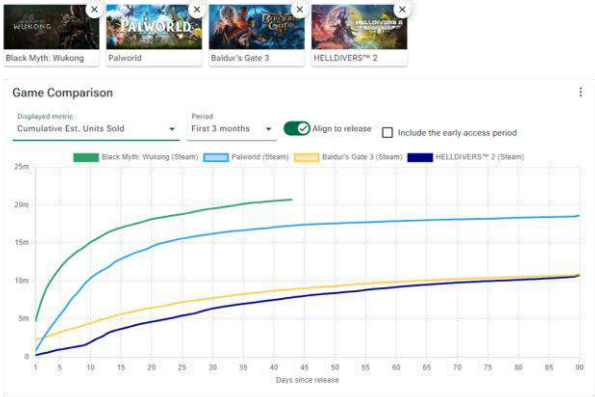 WUKONG
PALWORLD
HELLDIVERS II
Black Myth: Wukong
Palworld
Baldur's Gate 3
HELLDIVERS™ 2
Game Comparison
Displayed metric
Period
Cumulative Est. Units Sold
First 3 months
Align to release
Include the early access period
Black Myth: Wukong (Steam)
Palworld (Steam)
Baldur's Gate 3 (Steam)
HELLDIVERS™ 2 (Steam)
25m
20m
15m
10m
5m
0
1 5 10 15 20 25 30 35 40 45 50 55 60 65 70 75 80 85 90
Days since release